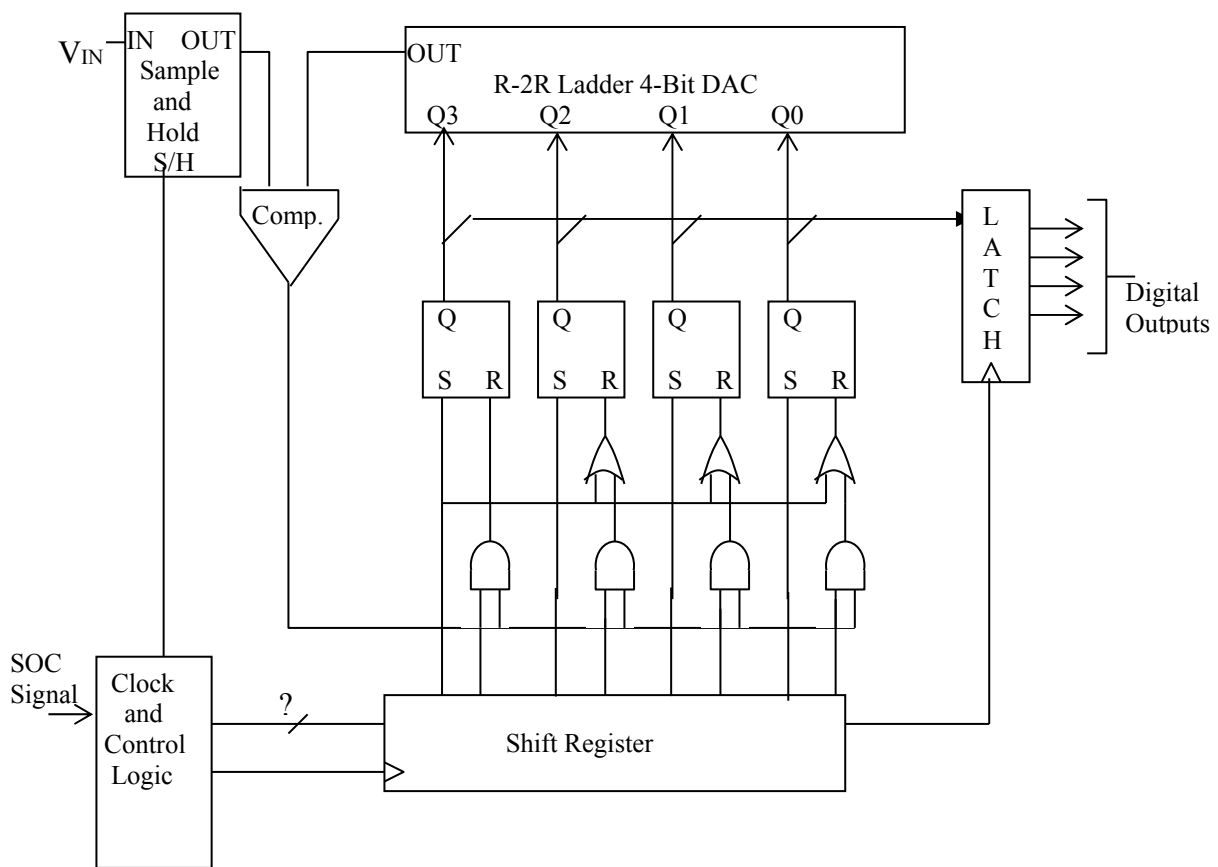 VIN
IN OUT
Sample
and
Hold
S/H
OUT
R-2R Ladder 4-Bit DAC
Q3 Q2 Q1 Q0
Comp.
L
A
T
C
H
Digital
Outputs
Q Q Q Q
S R S R S R S R
SOC
Signal
Clock
and
Control
Logic
?
Shift Register